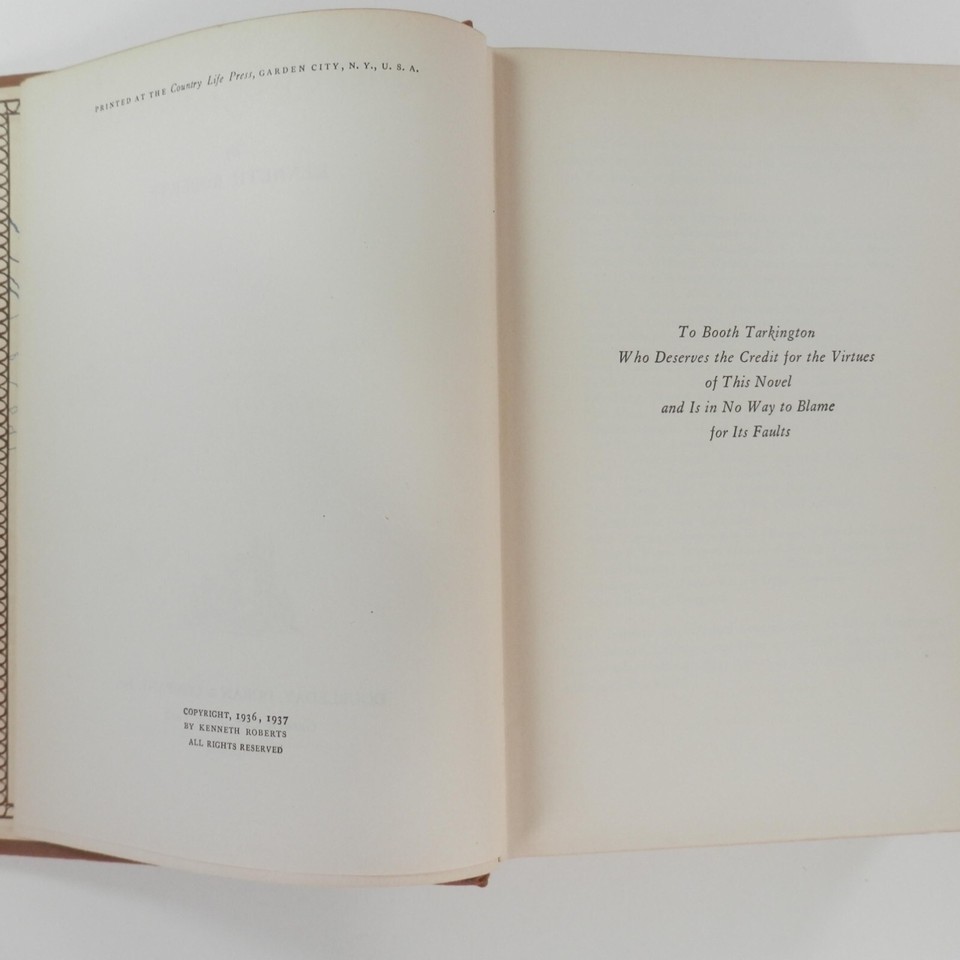 PRINTED AT THE Country Life Press, GARDEN CITY, N. Y., U. S. A.
COPYRIGHT, 1936, 1937
BY KENNETH ROBERTS
ALL RIGHTS RESERVED
To Booth Tarkington
Who Deserves the Credit for the Virtues
of This Novel
and Is in No Way to Blame
for Its Faults